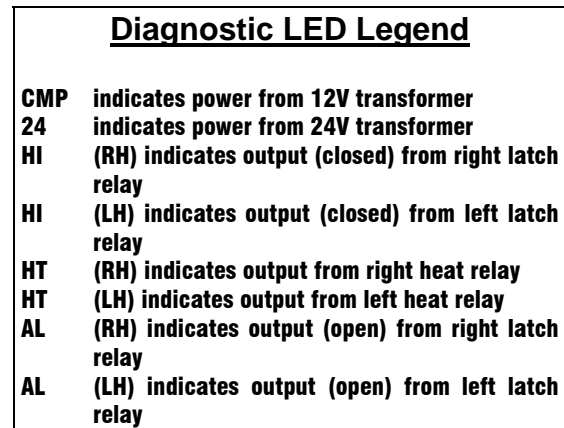 Diagnostic LED Legend
CMP indicates power from 12V transformer
24 indicates power from 24V transformer
HI (RH) indicates output (closed) from right latch
relay
HI (LH) indicates output (closed) from left latch
relay
HT (RH) indicates output from right heat relay
HT (LH) indicates output from left heat relay
AL (RH) indicates output (open) from right latch
relay
AL (LH) indicates output (open) from left latch
relay